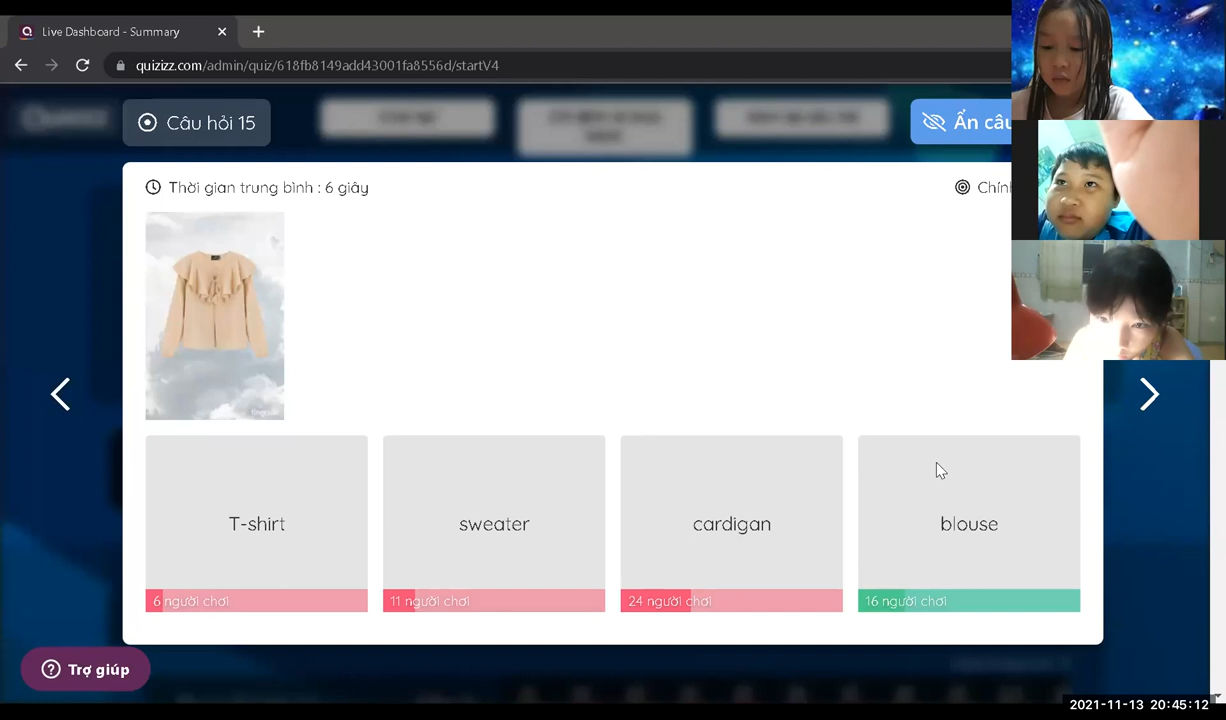 Live Dashboard - Summary
quizizz.com/admin/quiz/618fb8149add43001fa8556d/startV4
Câu hỏi 15
Ẩn câu
Thời gian trung bình : 6 giây
Chính
T-shirt
sweater
cardigan
blouse
6 người chơi
11 người chơi
24 người chơi
16 người chơi
Trợ giúp
2021-11-13 20:45:12